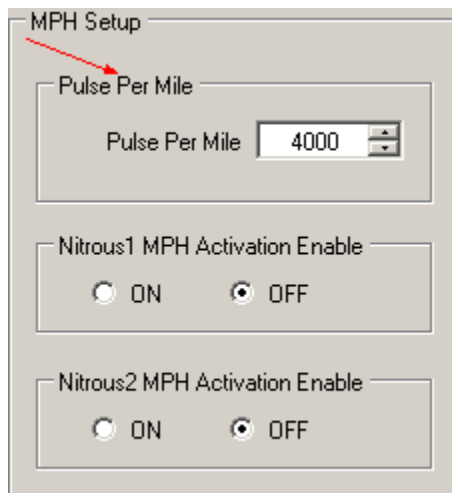 MPH Setup
Pulse Per Mile
Pulse Per Mile 4000
Nitrous1 MPH Activation Enable
ON OFF
Nitrous2 MPH Activation Enable
ON OFF